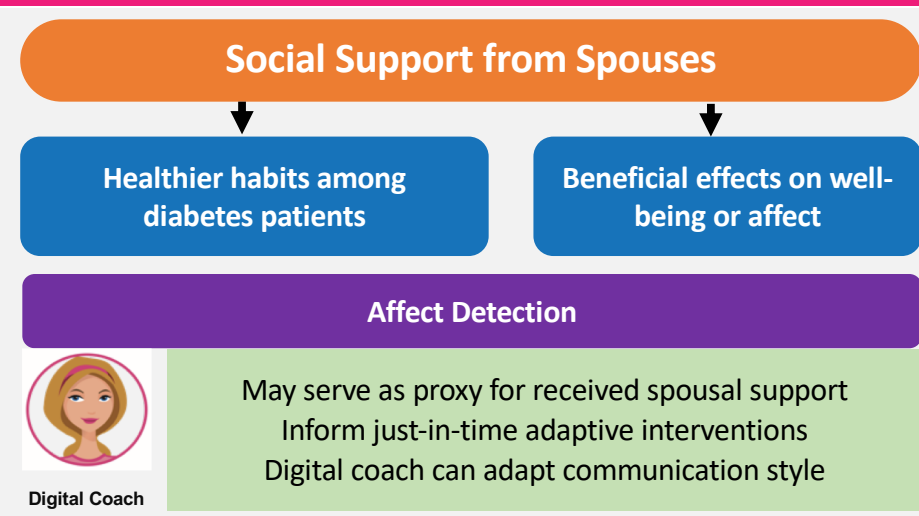 Social Support from Spouses
Healthier habits among
diabetes patients
Beneficial effects on well-
being or affect
Affect Detection
May serve as proxy for received spousal support
Inform just-in-time adaptive interventions
Digital coach can adapt communication style
Digital Coach